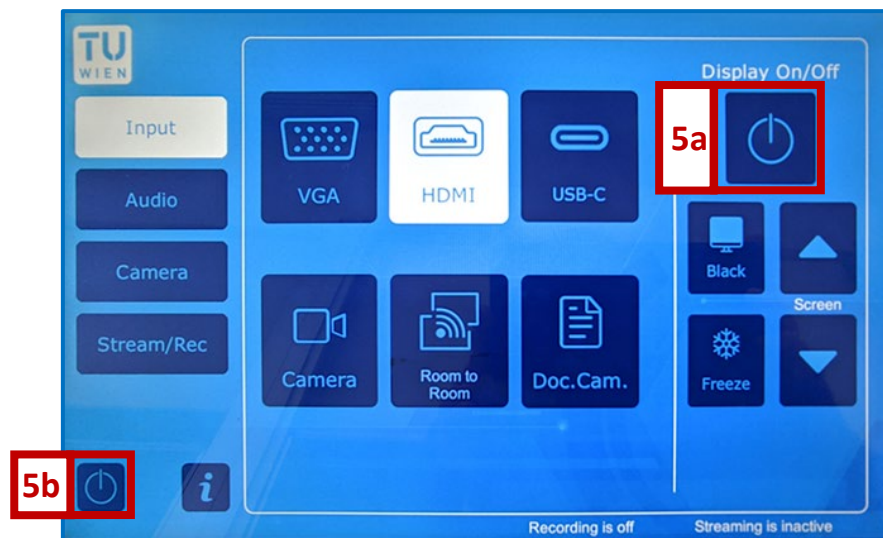 TU
WIEN
Display On/Off
Input
Audio
Camera
Stream/Rec
VGA
HDMI
USB-C
5a
Black
Screen
Freeze
Camera
Room to
Room
Doc.Cam.
5b
i
Recording is off
Streaming is inactive